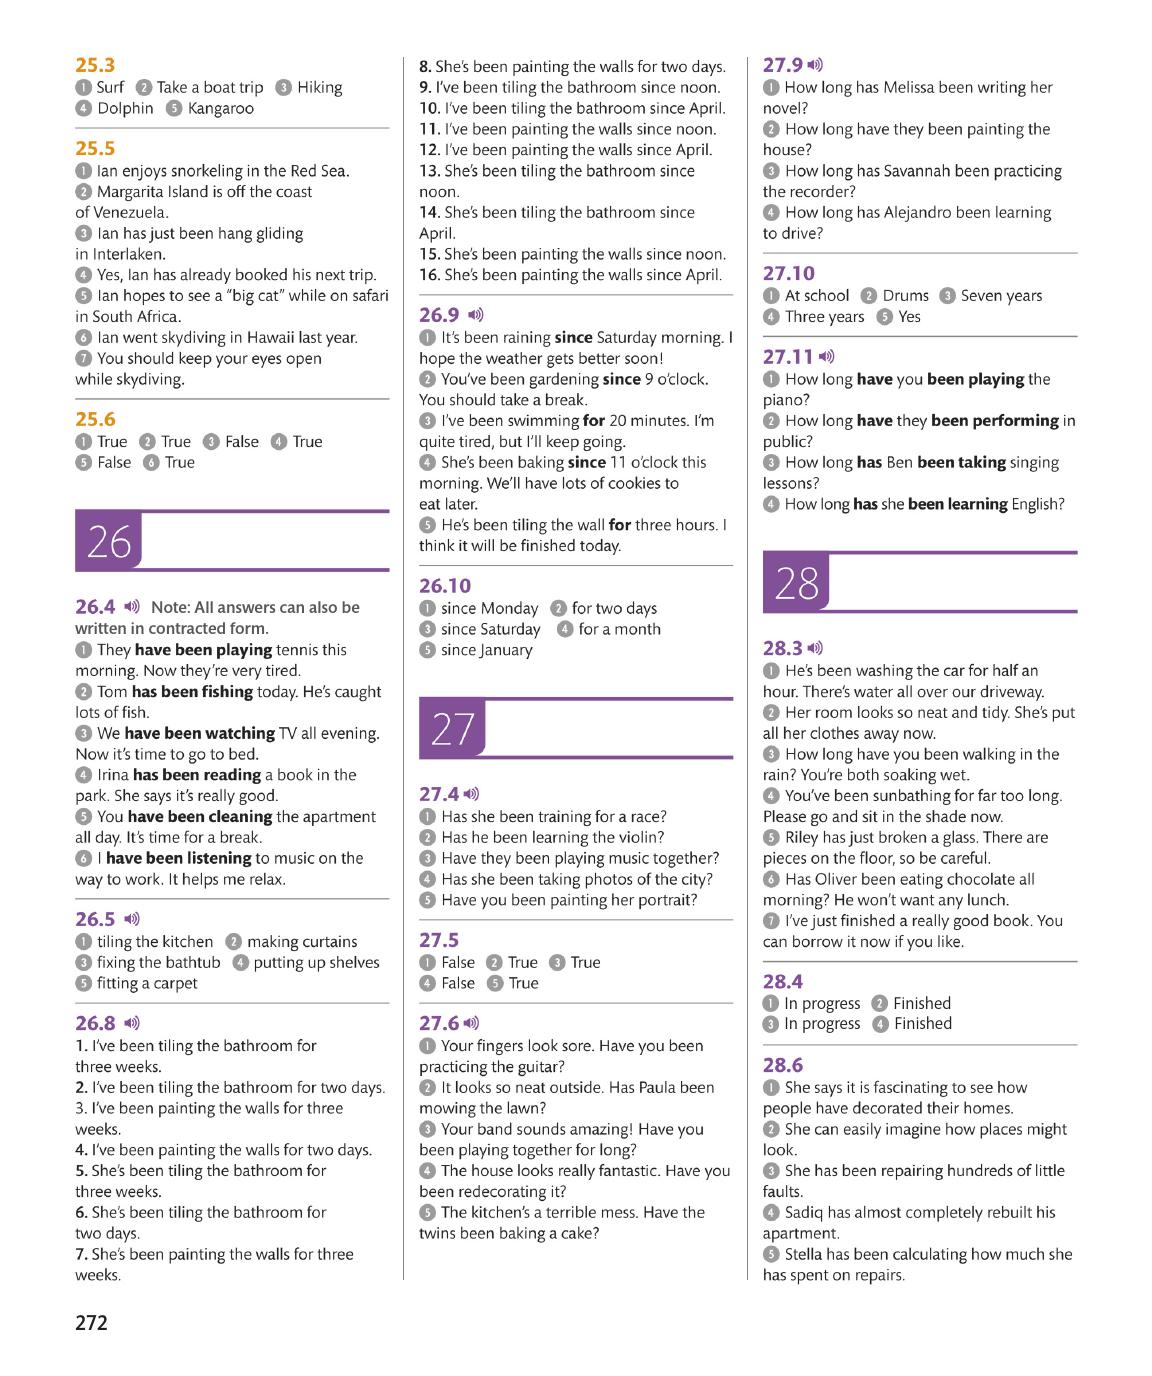 25.3
1 Surf 2 Take a boat trip 3 Hiking
4 Dolphin 5 Kangaroo
25.5
1 Ian enjoys snorkeling in the Red Sea.
2 Margarita Island is off the coast
of Venezuela.
3 Ian has just been hang gliding
in Interlaken.
4 Yes, Ian has already booked his next trip.
5 Ian hopes to see a “big cat” while on safari
in South Africa.
6 Ian went skydiving in Hawaii last year.
7 You should keep your eyes open
while skydiving.
25.6
1 True 2 True 3 False 4 True
5 False 6 True
26
26.4 Note: All answers can also be
written in contracted form.
1 They have been playing tennis this
morning. Now they’re very tired.
2 Tom has been fishing today. He’s caught
lots of fish.
3 We have been watching TV all evening.
Now it’s time to go to bed.
4 Irina has been reading a book in the
park. She says it’s really good.
5 You have been cleaning the apartment
all day. It’s time for a break.
6 I have been listening to music on the
way to work. It helps me relax.
26.5
1 tiling the kitchen 2 making curtains
3 fixing the bathtub 4 putting up shelves
5 fitting a carpet
26.8
1. I’ve been tiling the bathroom for
three weeks.
2. I’ve been tiling the bathroom for two days.
3. I’ve been painting the walls for three
weeks.
4. I’ve been painting the walls for two days.
5. She’s been tiling the bathroom for
three weeks.
6. She’s been tiling the bathroom for
two days.
7. She’s been painting the walls for three
weeks.
8. She’s been painting the walls for two days.
9. I’ve been tiling the bathroom since noon.
10. I’ve been tiling the bathroom since April.
11. I’ve been painting the walls since noon.
12. I’ve been painting the walls since April.
13. She’s been tiling the bathroom since
noon.
14. She’s been tiling the bathroom since
April.
15. She’s been painting the walls since noon.
16. She’s been painting the walls since April.
26.9
1 It’s been raining since Saturday morning. I
hope the weather gets better soon!
2 You’ve been gardening since 9 o’clock.
You should take a break.
3 I’ve been swimming for 20 minutes. I’m
quite tired, but I’ll keep going.
4 She’s been baking since 11 o’clock this
morning. We’ll have lots of cookies to
eat later.
5 He’s been tiling the wall for three hours. I
think it will be finished today.
26.10
1 since Monday 2 for two days
3 since Saturday 4 for a month
5 since January
27
27.4
1 Has she been training for a race?
2 Has he been learning the violin?
3 Have they been playing music together?
4 Has she been taking photos of the city?
5 Have you been painting her portrait?
27.5
1 False 2 True 3 True
4 False 5 True
27.6
1 Your fingers look sore. Have you been
practicing the guitar?
2 It looks so neat outside. Has Paula been
mowing the lawn?
3 Your band sounds amazing! Have you
been playing together for long?
4 The house looks really fantastic. Have you
been redecorating it?
5 The kitchen’s a terrible mess. Have the
twins been baking a cake?
27.9
1 How long has Melissa been writing her
novel?
2 How long have they been painting the
house?
3 How long has Savannah been practicing
the recorder?
4 How long has Alejandro been learning
to drive?
27.10
1 At school 2 Drums 3 Seven years
4 Three years 5 Yes
27.11
1 How long have you been playing the
piano?
2 How long have they been performing in
public?
3 How long has Ben been taking singing
lessons?
4 How long has she been learning English?
28
28.3
1 He’s been washing the car for half an
hour. There’s water all over our driveway.
2 Her room looks so neat and tidy. She’s put
all her clothes away now.
3 How long have you been walking in the
rain? You’re both soaking wet.
4 You’ve been sunbathing for far too long.
Please go and sit in the shade now.
5 Riley has just broken a glass. There are
pieces on the floor, so be careful.
6 Has Oliver been eating chocolate all
morning? He won’t want any lunch.
7 I’ve just finished a really good book. You
can borrow it now if you like.
28.4
1 In progress 2 Finished
3 In progress 4 Finished
28.6
1 She says it is fascinating to see how
people have decorated their homes.
2 She can easily imagine how places might
look.
3 She has been repairing hundreds of little
faults.
4 Sadiq has almost completely rebuilt his
apartment.
5 Stella has been calculating how much she
has spent on repairs.
272